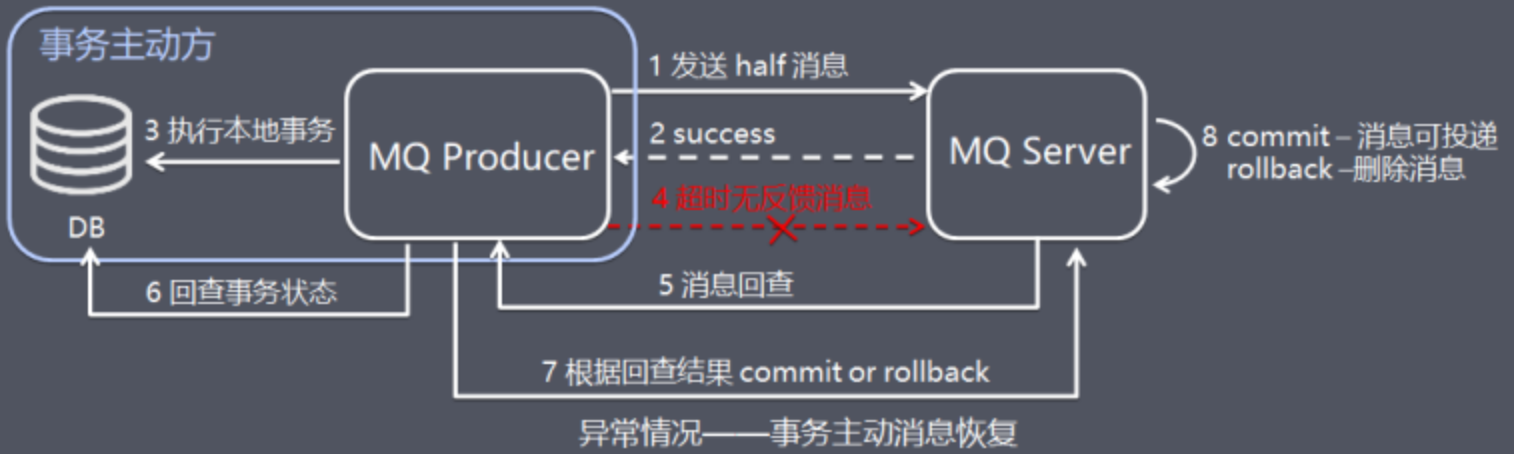 事务主动方
1 发送 half 消息
3 执行本地事务
2 success
MQ Producer
MQ Server
8 commit – 消息可投递
rollback –删除消息
4 超时无反馈消息
DB
5 消息回查
6 回查事务状态
7 根据回查结果 commit or rollback
异常情况——事务主动消息恢复